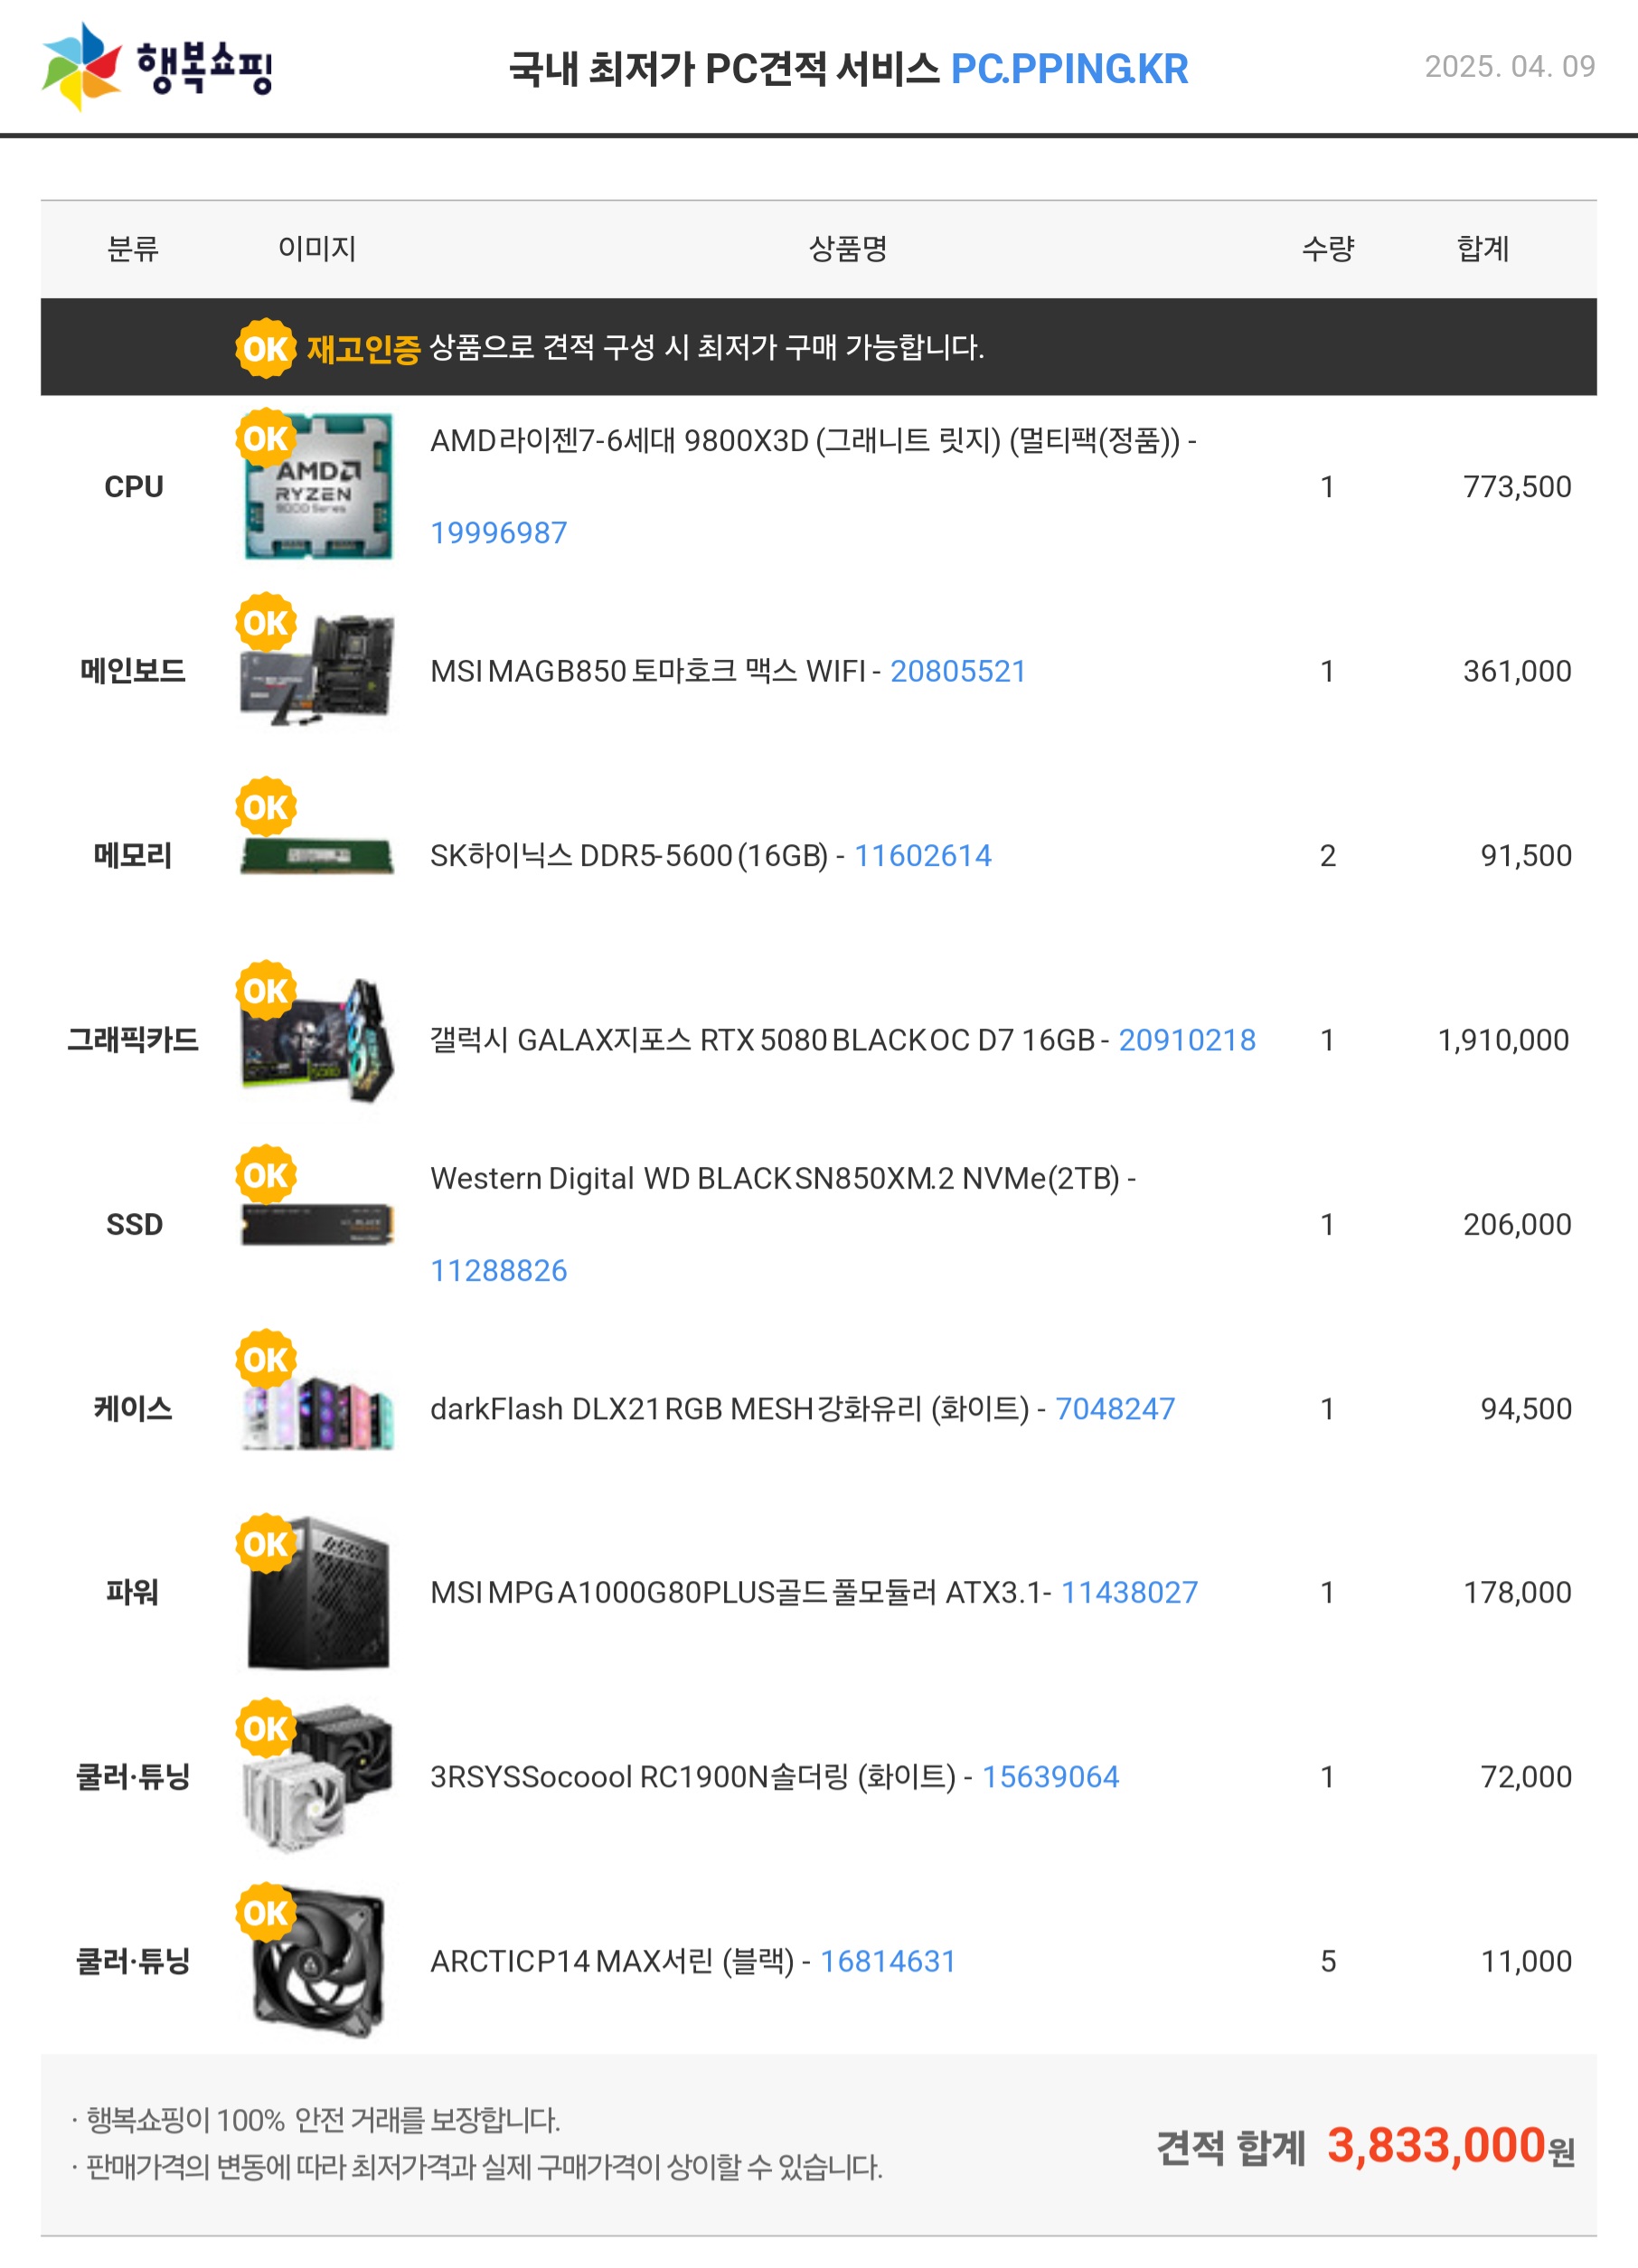 행복쇼핑
국내 최저가 PC견적 서비스 PC.PPING.KR
2025. 04. 09
분류 이미지 상품명 수량 합계
OK 재고인증 상품으로 견적 구성 시 최저가 구매 가능합니다.
OK
AMD
RYZEN
9000 Series
CPU AMD 라이젠7-6세대 9800X3D (그래니트 릿지) (멀티팩(정품)) - 1 773,500
19996987
OK
메인보드 MSI MAG B850 토마호크 맥스 WIFI - 20805521 1 361,000
OK
메모리 SK하이닉스 DDR5-5600 (16GB) - 11602614 2 91,500
OK
그래픽카드 갤럭시 GALAX 지포스 RTX 5080 BLACK OC D7 16GB - 20910218 1 1,910,000
OK
SSD Western Digital WD BLACK SN850X M.2 NVMe (2TB) - 1 206,000
11288826
OK
케이스 darkFlash DLX21 RGB MESH 강화유리 (화이트) - 7048247 1 94,500
OK
파워 MSI MPG A1000G 80PLUS골드 풀모듈러 ATX3.1 - 11438027 1 178,000
OK
쿨러·튜닝 3RSYS Socoool RC1900N 솔더링 (화이트) - 15639064 1 72,000
OK
쿨러·튜닝 ARCTIC P14 MAX 서린 (블랙) - 16814631 5 11,000
· 행복쇼핑이 100% 안전 거래를 보장합니다.
· 판매가격의 변동에 따라 최저가격과 실제 구매가격이 상이할 수 있습니다.
견적 합계 3,833,000원